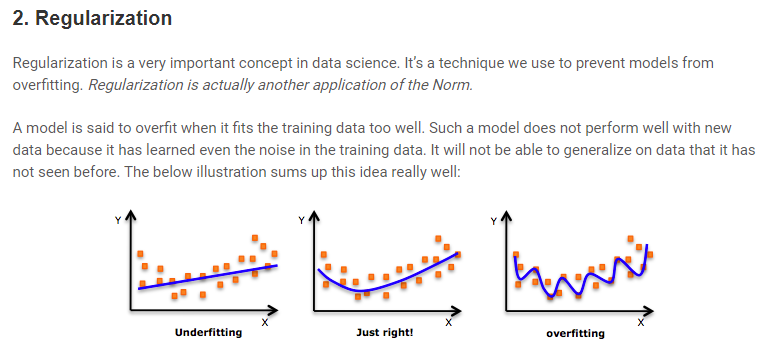 2. Regularization
Regularization is a very important concept in data science. It's a technique we use to prevent models from
overfitting. Regularization is actually another application of the Norm.
A model is said to overfit when it fits the training data too well. Such a model does not perform well with new
data because it has learned even the noise in the training data. It will not be able to generalize on data that it has
not seen before. The below illustration sums up this idea really well:
Y
X
Underfitting
Y
X
Just right!
Y
X
overfitting